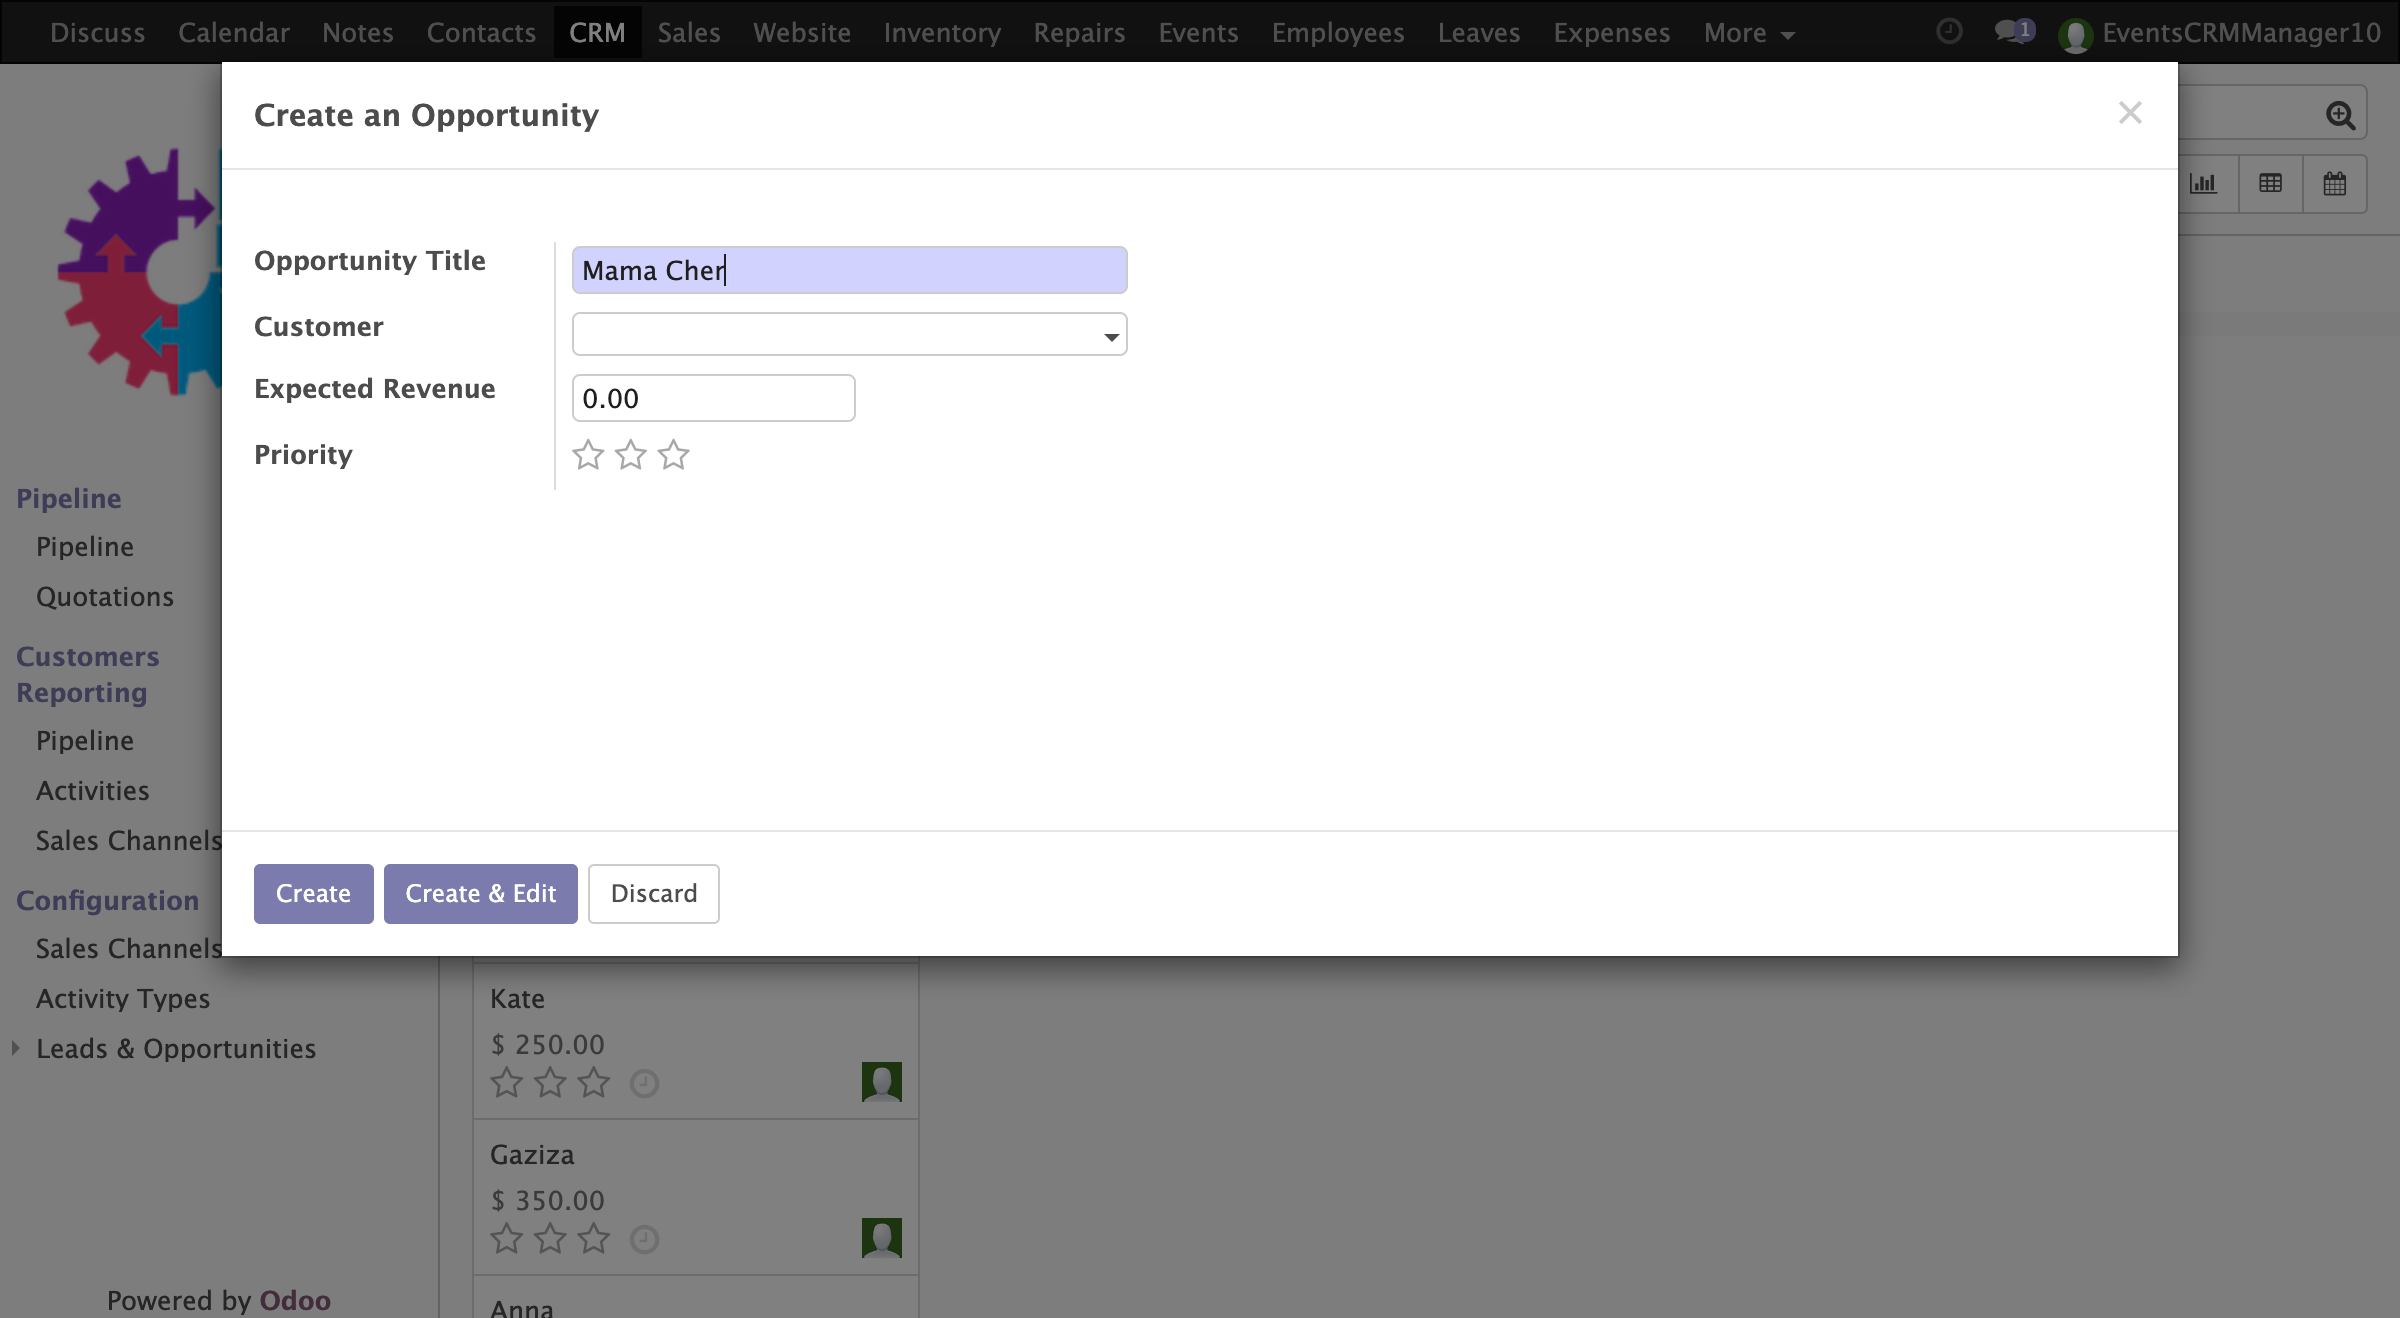 Discuss Calendar Notes Contacts CRM Sales Website Inventory Repairs Events Employees Leaves Expenses More 1 EventsCRMManager10
Create an Opportunity
Opportunity Title
Mama Cher
Customer
Expected Revenue
0.00
Priority
Create
Create & Edit
Discard
Pipeline
Pipeline
Quotations
Customers
Reporting
Pipeline
Activities
Sales Channels
Configuration
Sales Channels
Activity Types
Leads & Opportunities
Powered by Odoo
Kate
$ 250.00
Gaziza
$ 350.00
Anna